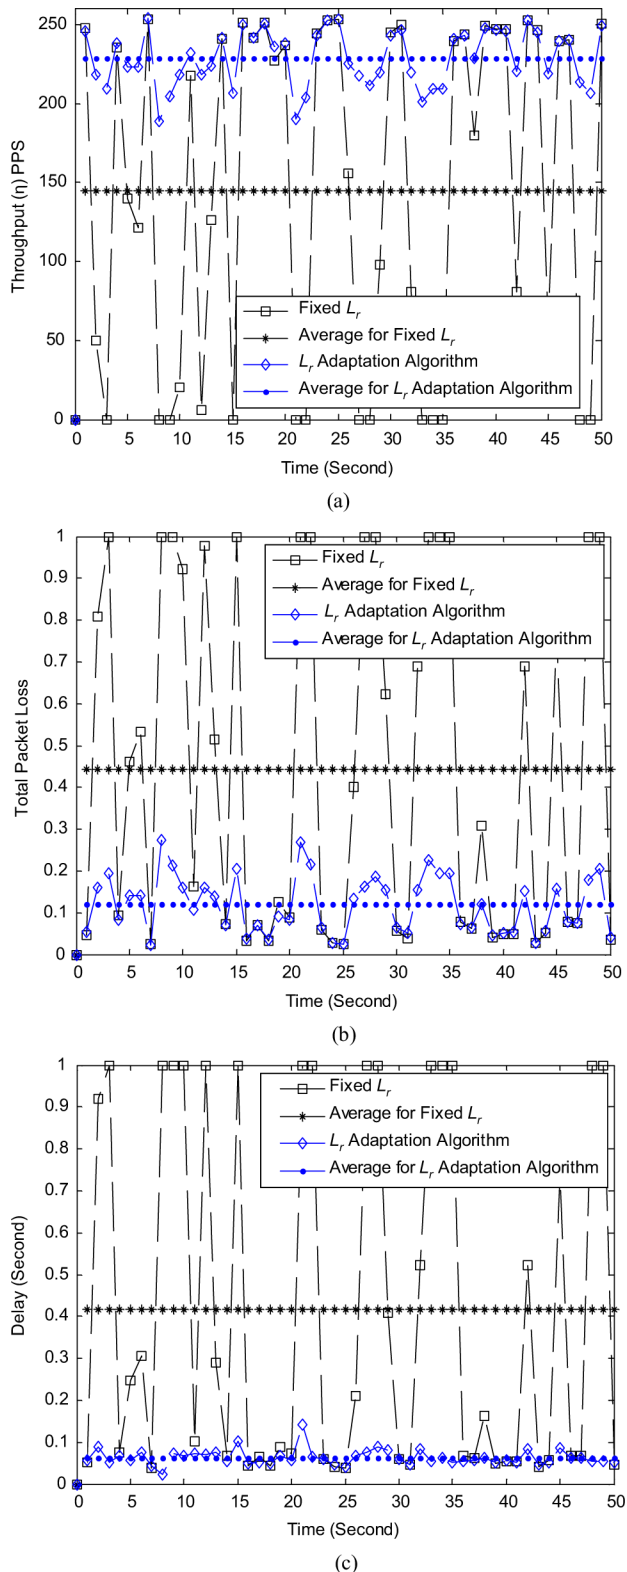 250
200
150
100
50
0
Throughput (η) PPS
Fixed Lr
Average for Fixed Lr
Lr Adaptation Algorithm
Average for Lr Adaptation Algorithm
0 5 10 15 20 25 30 35 40 45 50
Time (Second)
(a)
1
0.9
0.8
0.7
0.6
0.5
0.4
0.3
0.2
0.1
0
Total Packet Loss
Fixed Lr
Average for Fixed Lr
Lr Adaptation Algorithm
Average for Lr Adaptation Algorithm
0 5 10 15 20 25 30 35 40 45 50
Time (Second)
(b)
1
0.9
0.8
0.7
0.6
0.5
0.4
0.3
0.2
0.1
0
Delay (Second)
Fixed Lr
Average for Fixed Lr
Lr Adaptation Algorithm
Average for Lr Adaptation Algorithm
0 5 10 15 20 25 30 35 40 45 50
Time (Second)
(c)